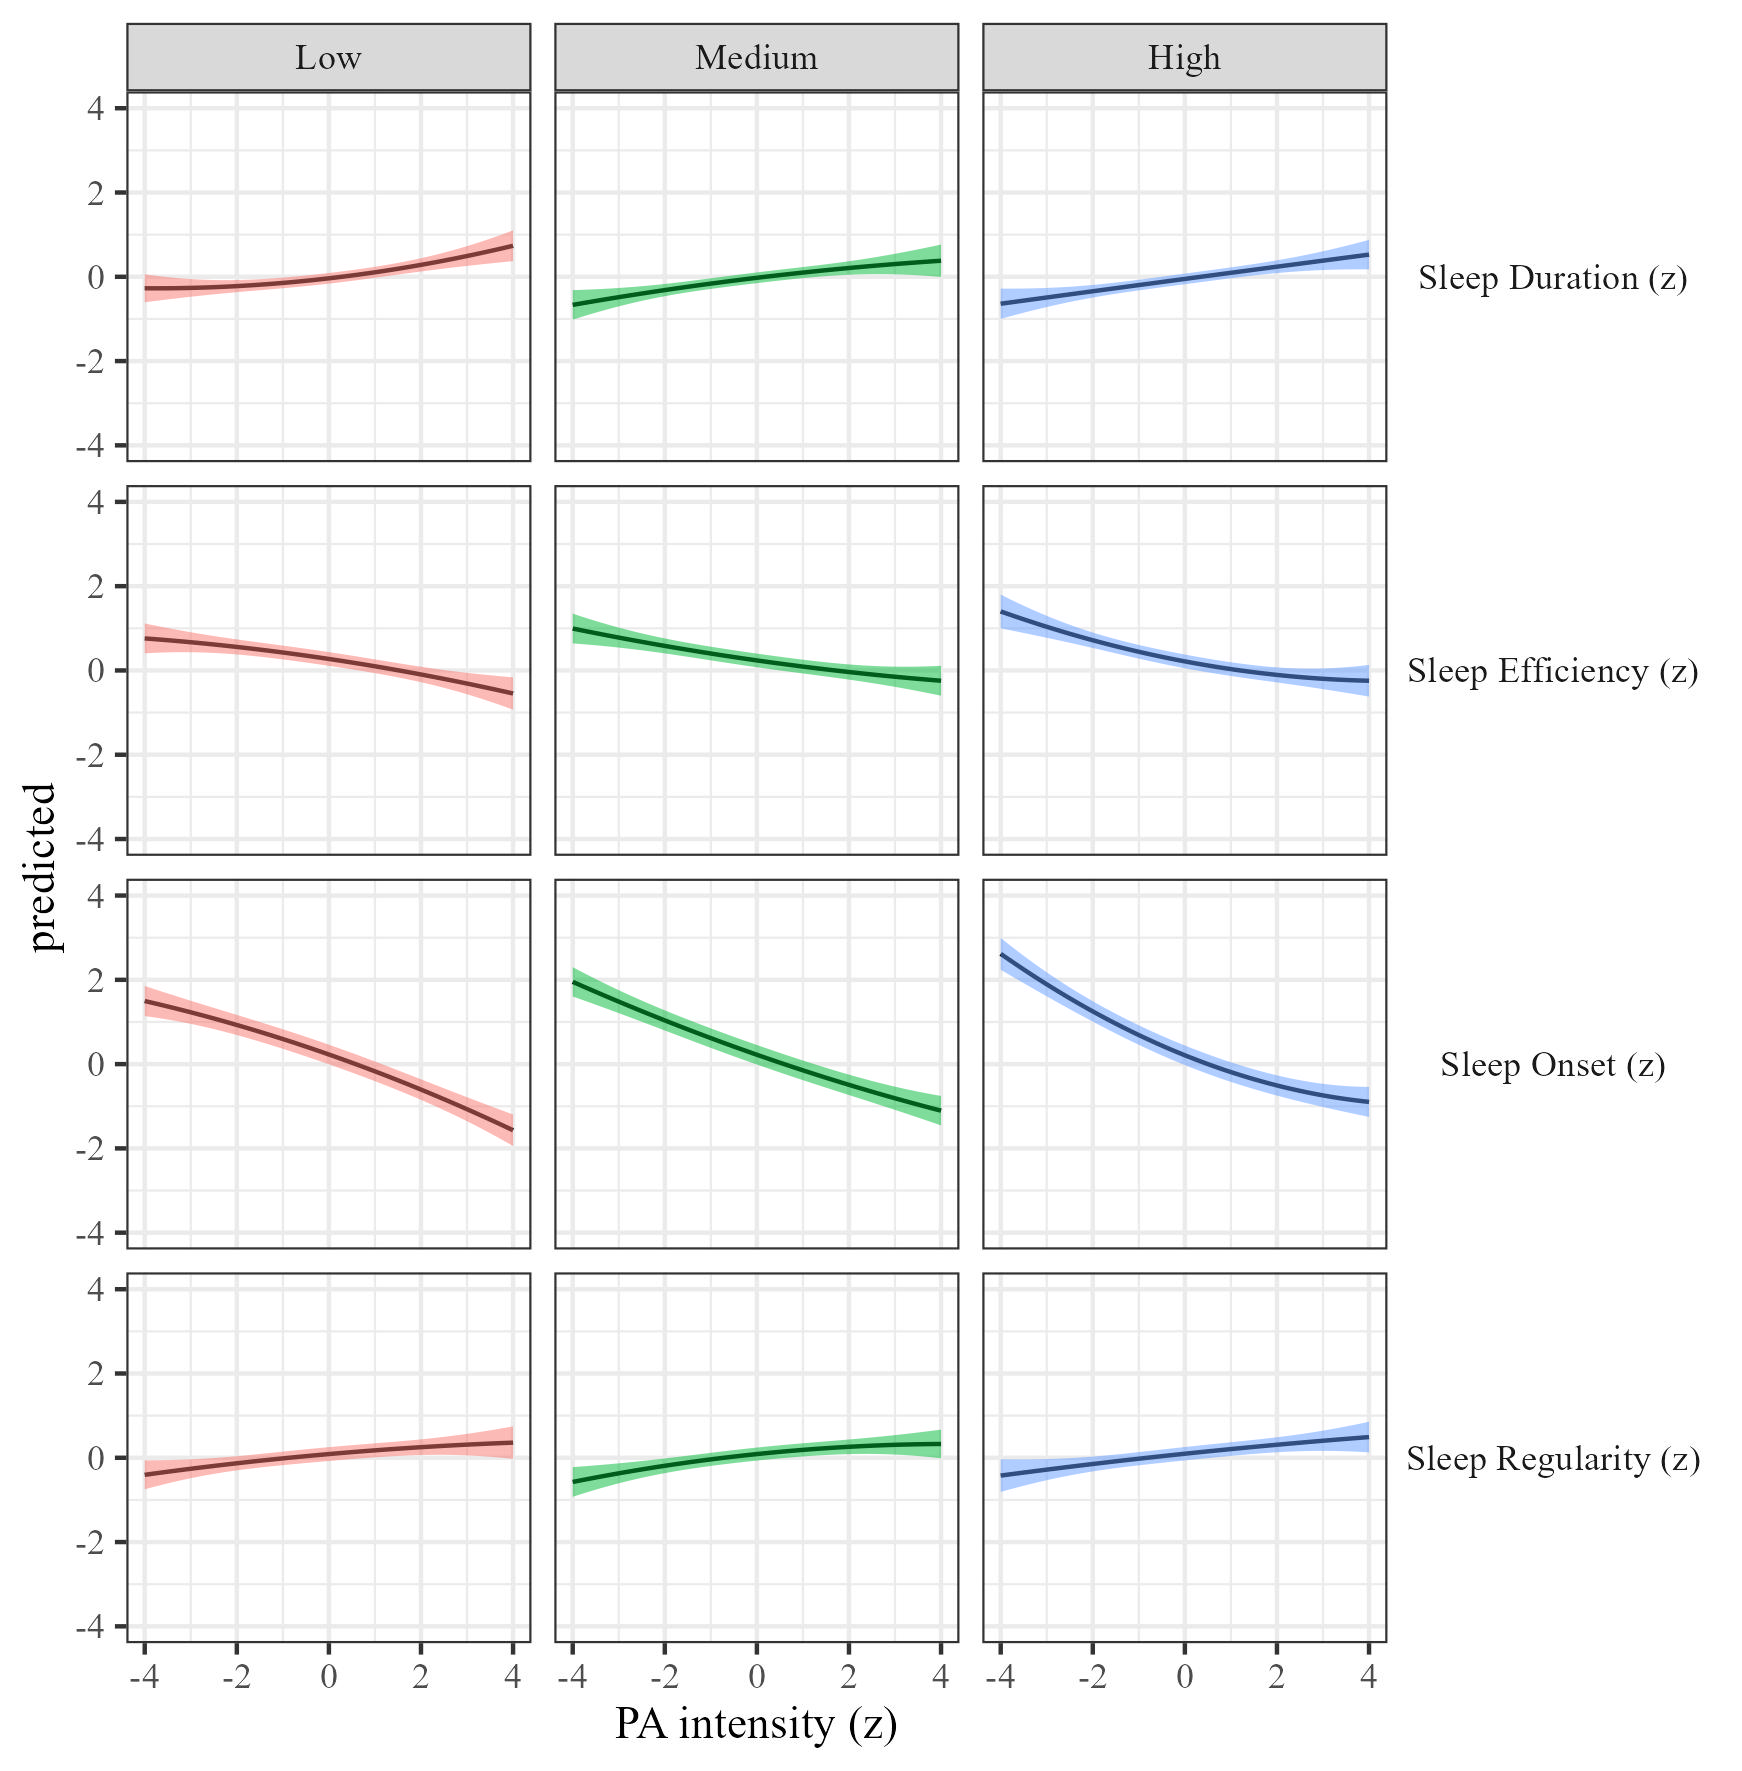 Low Medium High
4
2
0
-2
-4
Sleep Duration (z)
4
2
0
-2
-4
Sleep Efficiency (z)
predicted
4
2
0
-2
-4
Sleep Onset (z)
4
2
0
-2
-4
Sleep Regularity (z)
-4 -2 0 2 4 -4 -2 0 2 4 -4 -2 0 2 4
PA intensity (z)